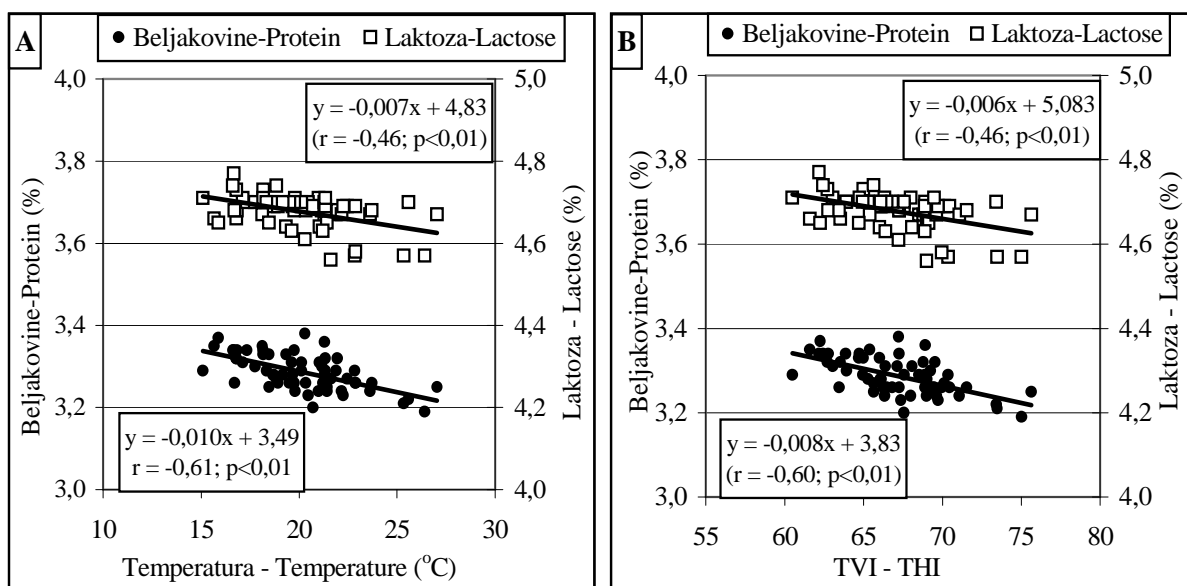 A
Beljakovine-Protein
Laktoza-Lactose
Beljakovine-Protein (%)
4,0
3,8
3,6
3,4
3,2
3,0
y = -0,007x + 4,83
(r = -0,46; p<0,01)
y = -0,010x + 3,49
r = -0,61; p<0,01
5,0
4,8
4,6
4,4
4,2
4,0
Laktoza - Lactose (%)
10
15
20
25
30
Temperatura - Temperature (°C)
B
Beljakovine-Protein
Laktoza-Lactose
Beljakovine-Protein (%)
4,0
3,8
3,6
3,4
3,2
3,0
y = -0,006x + 5,083
(r = -0,46; p<0,01)
y = -0,008x + 3,83
(r = -0,60; p<0,01)
5,0
4,8
4,6
4,4
4,2
4,0
Laktoza - Lactose (%)
55
60
65
70
75
80
TVI - THI